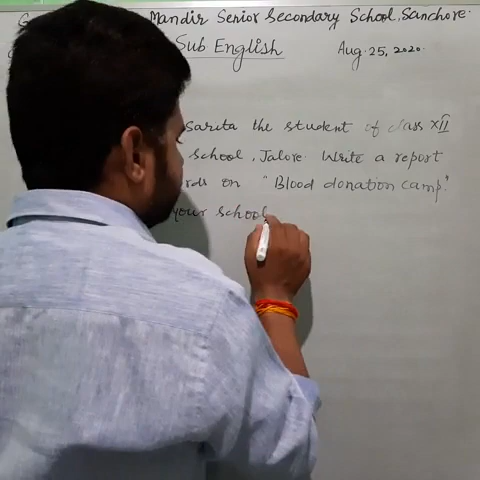 Mandir Senior Secondary School, Sanchore.
Sub English Aug. 25, 2020.
Sarita the student of class XII
school, Jalore. Write a report
on "Blood donation camp."
your school